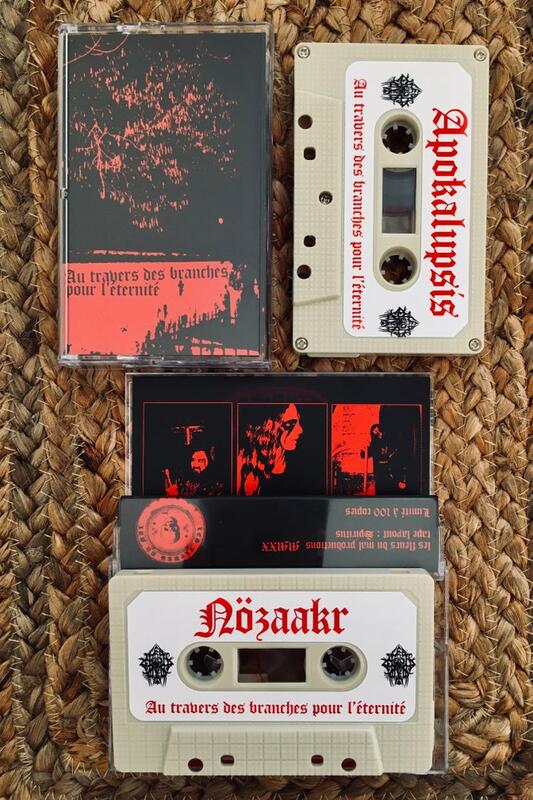 Au travers des branches
pour l'éternité
Apokalupsis
Au travers des branches pour l'éternité
Limité à 100 copies
tape layout : Spiritus
les fleurs du mal productions MMXX
Nözaakr
Au travers des branches pour l'éternité